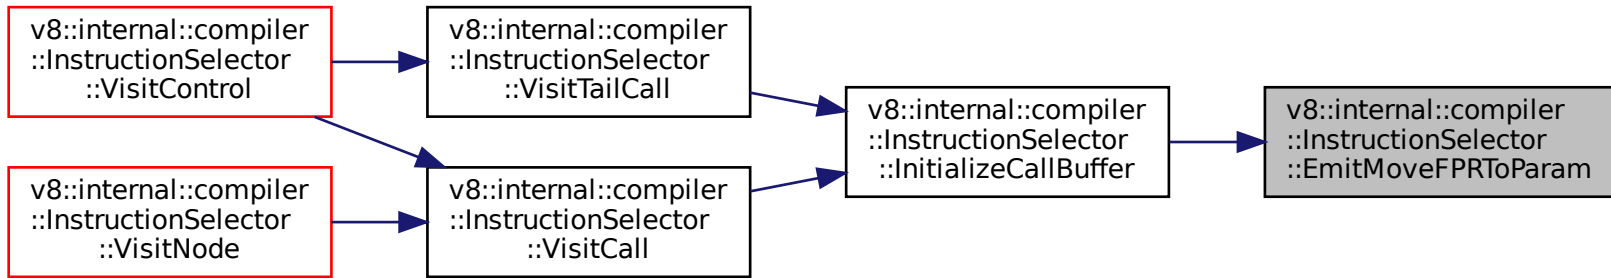 v8::internal::compiler
::InstructionSelector
::VisitControl
v8::internal::compiler
::InstructionSelector
::VisitTailCall
v8::internal::compiler
::InstructionSelector
::InitializeCallBuffer
v8::internal::compiler
::InstructionSelector
::EmitMoveFPRToParam
v8::internal::compiler
::InstructionSelector
::VisitNode
v8::internal::compiler
::InstructionSelector
::VisitCall